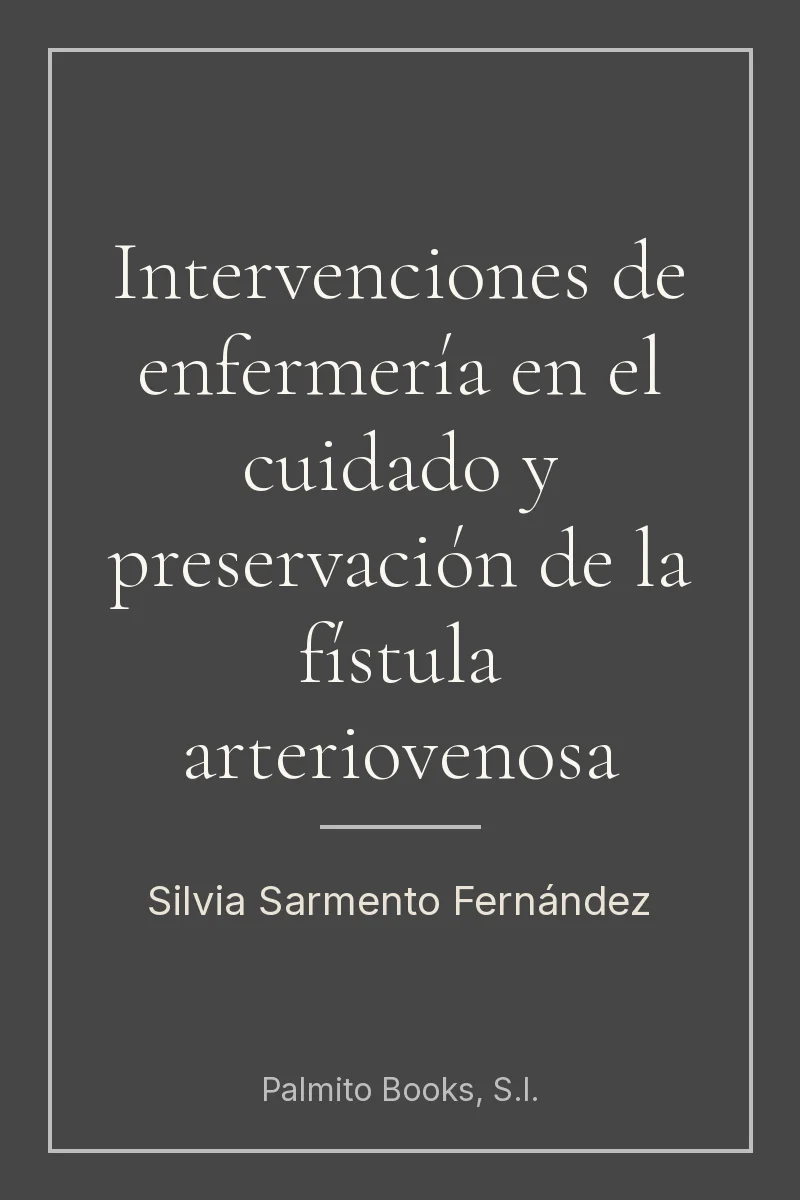 Intervenciones de
enfermería en el
cuidado y
preservación de la
fístula
arteriovenosa
Silvia Sarmento Fernández
Palmito Books, S.l.